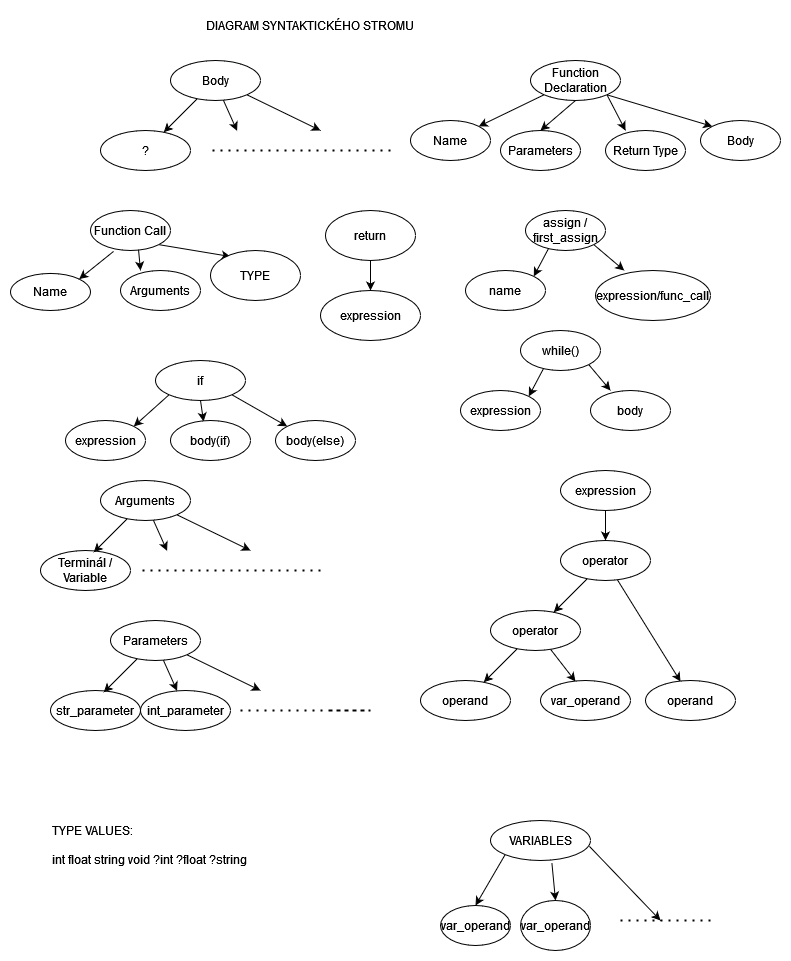 DIAGRAM SYNTAKTICKÉHO STROMU
Body
?
Function
Declaration
Name
Parameters
Return Type
Body
Function Call
Name
Arguments
TYPE
return
expression
assign /
first_assign
name
expression/func_call
while()
expression
body
if
expression
body(if)
body(else)
Arguments
Terminál /
Variable
expression
operator
operator
operand
var_operand
operand
Parameters
str_parameter
int_parameter
TYPE VALUES:
int float string void ?int ?float ?string
VARIABLES
var_operand
var_operand